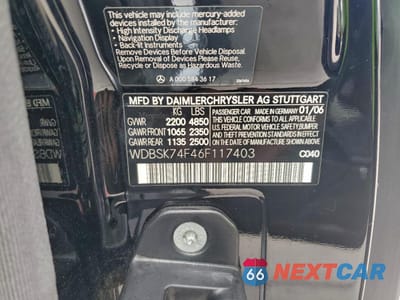 This vehicle may include mercury-added
devices installed by the manufacturer:
• High Intensity Discharge Headlamps
• Navigation Display
• Back-lit Instruments
Remove Devices Before Vehicle Disposal
Upon Removal of Devices Please
Recycle or Dispose as Hazardous Waste.
A 000 584 36 17
MFD BY DAIMLERCHRYSLER AG STUTTGART
PASSENGER CAR MADE IN GERMANY 01/06
KG LBS
GVWR 2200 4850
GAWR FRONT 1065 2350
GAWR REAR 1135 2500
THIS VEHICLE CONFORMS TO ALL APPLICABLE
U.S. FEDERAL MOTOR VEHICLE SAFETY
BUMPER AND THEFT PREVENTION STANDARDS
IN EFFECT ON THE DATE OF
MANUFACTURE SHOWN ABOVE.
WDBSK74F46F117403
CD40
66 NEXTCAR